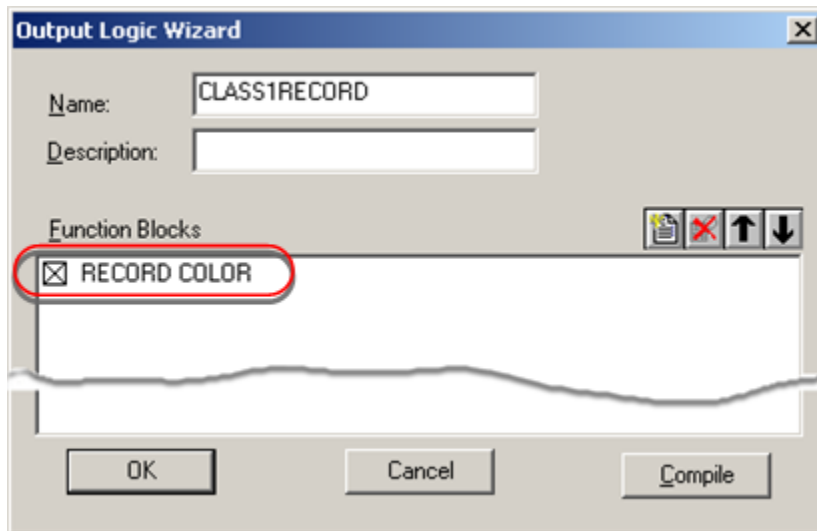 Output Logic Wizard
Name: CLASS1RECORD
Description:
Function Blocks
RECORD COLOR
OK Cancel Compile